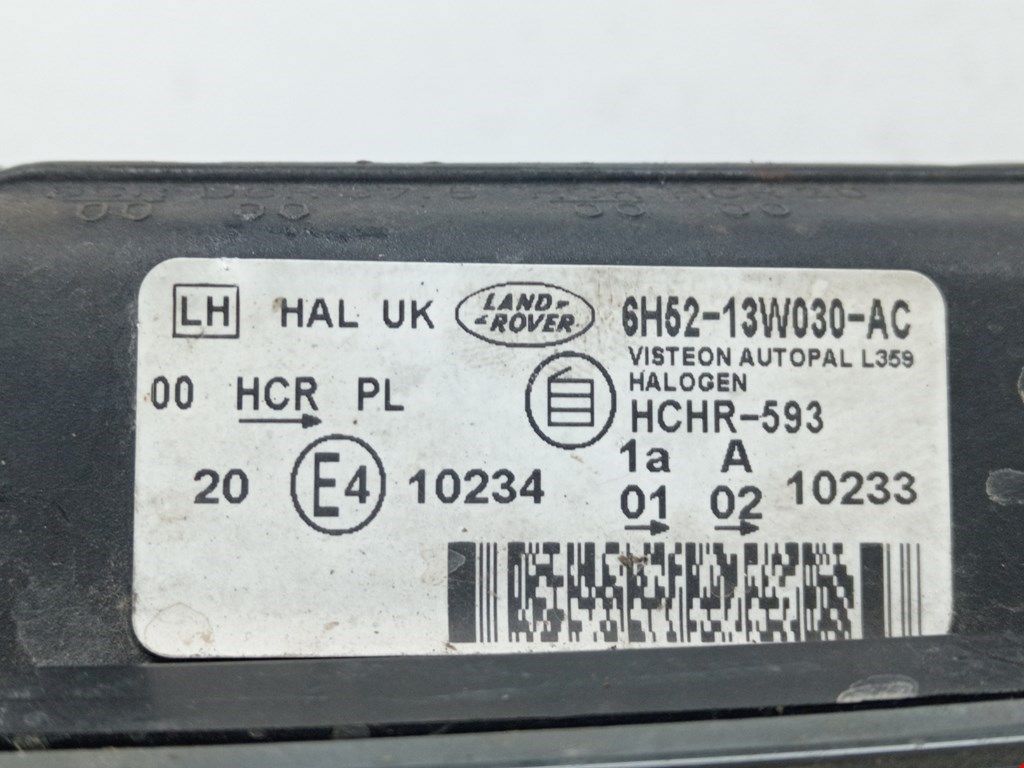 LH HAL UK LAND ROVER 6H52-13W030-AC
VISTEON AUTOPAL L359
HALOGEN
00 HCR PL HCHR-593
1a A
20 E4 10234 01 02 10233